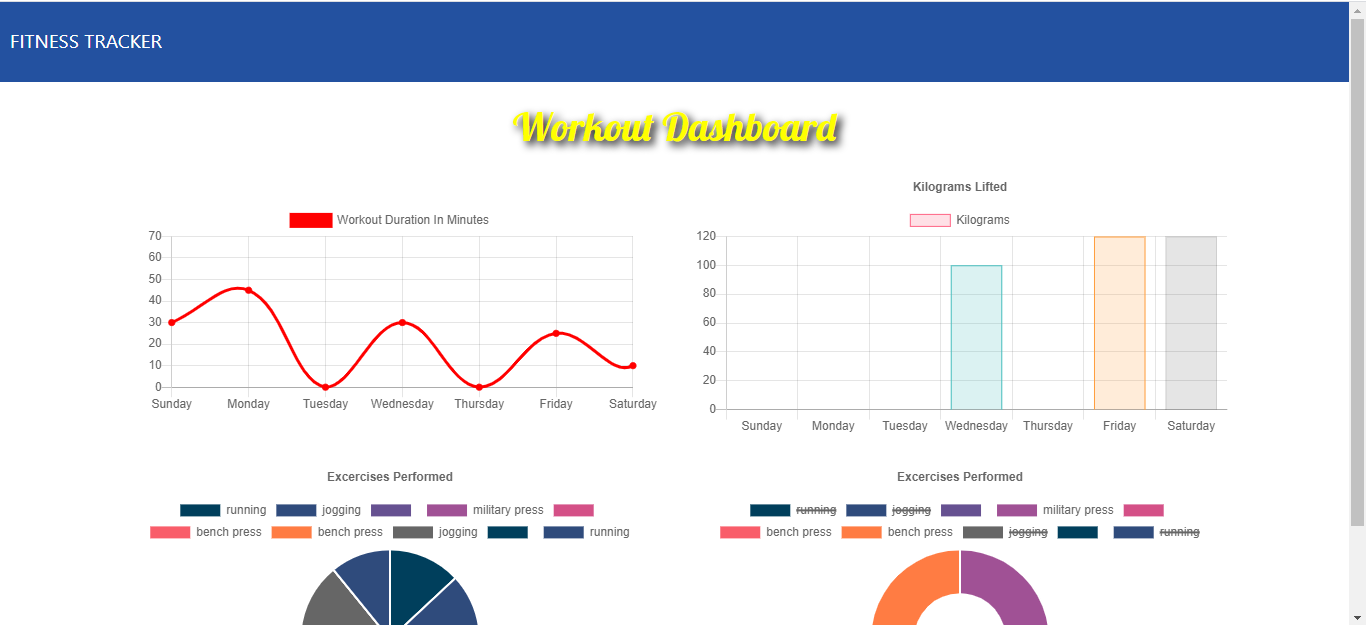 FITNESS TRACKER
Workout Dashboard
Workout Duration In Minutes
70
60
50
40
30
20
10
0
Sunday Monday Tuesday Wednesday Thursday Friday Saturday
Kilograms Lifted
Kilograms
120
100
80
60
40
20
0
Sunday Monday Tuesday Wednesday Thursday Friday Saturday
Excercises Performed
running jogging military press
bench press bench press jogging running
Excercises Performed
running jogging military press
bench press bench press jogging running